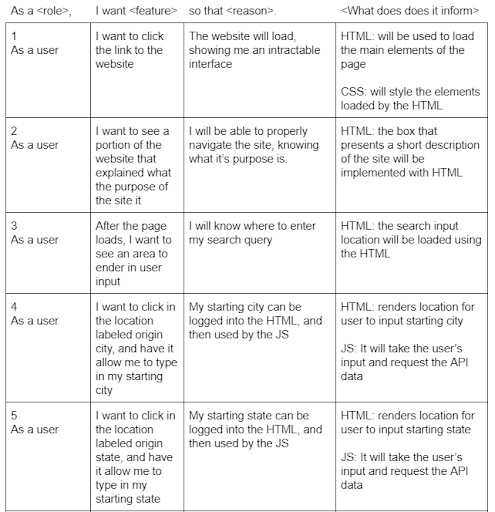 As a <role>,
I want <feature>
so that <reason>.
<What does does it inform>
1
As a user
I want to click
the link to the
website
The website will load,
showing me an intractable
interface
HTML: will be used to load
the main elements of the
page
CSS: will style the elements
loaded by the HTML
2
As a user
I want to see a
portion of the
website that
explained what
the purpose of
the site it
I will be able to properly
navigate the site, knowing
what it's purpose is.
HTML: the box that
presents a short description
of the site will be
implemented with HTML
3
As a user
After the page
loads, I want to
see an area to
ender in user
input
I will know where to enter
my search query
HTML: the search input
location will be loaded using
the HTML
4
As a user
I want to click in
the location
labeled origin
city, and have it
allow me to type
in my starting
city
My starting city can be
logged into the HTML, and
then used by the JS
HTML: renders location for
user to input starting city
JS: It will take the user's
input and request the API
data
5
As a user
I want to click in
the location
labeled origin
state, and have
it allow me to
type in my
starting state
My starting state can be
logged into the HTML, and
then used by the JS
HTML: renders location for
user to input starting state
JS: It will take the user's
input and request the API
data